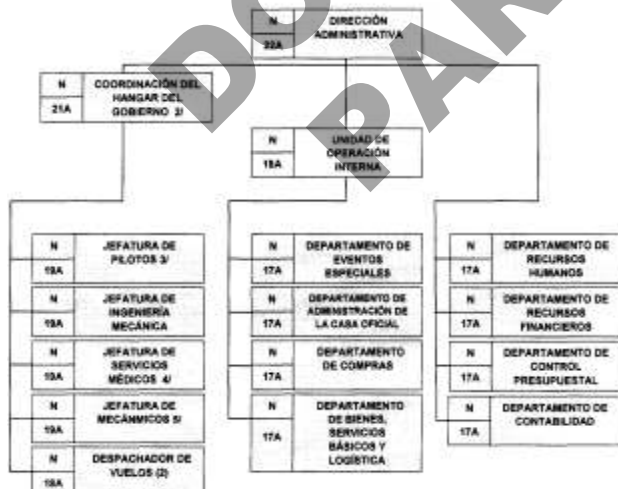 N DIRECCIÓN
22A ADMINISTRATIVA
N COORDINACIÓN DEL
HANGAR DEL
21A GOBIERNO 2/
N UNIDAD DE
OPERACIÓN
18A INTERNA
N JEFATURA DE
19A PILOTOS 3/
N JEFATURA DE
INGENIERÍA
19A MECÁNICA
N JEFATURA DE
SERVICIOS
19A MÉDICOS 4/
N JEFATURA DE
19A MECÁNMICOS 5/
N DESPACHADOR DE
18A VUELOS (2)
N DEPARTAMENTO DE
EVENTOS
17A ESPECIALES
N DEPARTAMENTO DE
ADMINISTRACIÓN DE
17A LA CASA OFICIAL
N DEPARTAMENTO
17A DE COMPRAS
N DEPARTAMENTO
DE BIENES,
17A SERVICIOS
BÁSICOS Y
LOGÍSTICA
N DEPARTAMENTO DE
RECURSOS
17A HUMANOS
N DEPARTAMENTO DE
RECURSOS
17A FINANCIEROS
N DEPARTAMENTO DE
CONTROL
17A PRESUPUESTAL
N DEPARTAMENTO DE
17A CONTABILIDAD